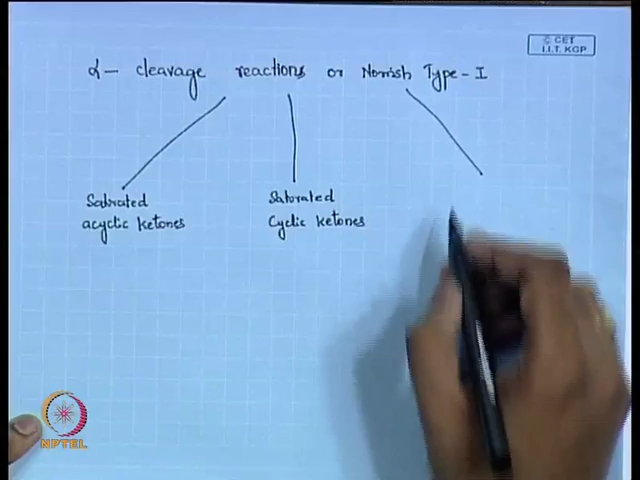 © CET
I.I.T. KGP
α- cleavage reactions or Norrish Type-I
Saturated
acyclic ketones
Saturated
Cyclic ketones
NPTEL